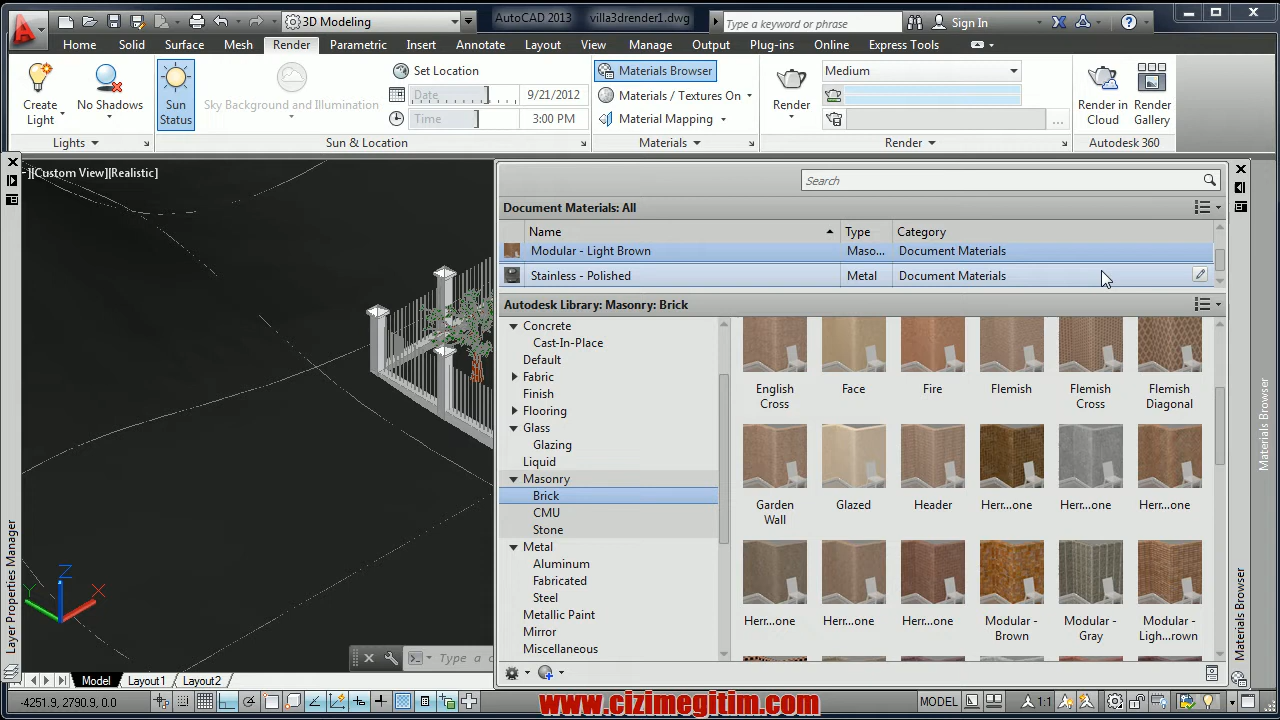 3D Modeling
AutoCAD 2013 villa3drender1.dwg
Type a keyword or phrase
Sign In
Home Solid Surface Mesh Render Parametric Insert Annotate Layout View Manage Output Plug-ins Online Express Tools
Create Light
No Shadows
Sun Status
Sky Background and Illumination
Set Location
Date 9/21/2012
Time 3:00 PM
Materials Browser
Materials / Textures On
Material Mapping
Render
Medium
Render in Cloud
Render Gallery
Lights
Sun & Location
Materials
Render
Autodesk 360
][Custom View][Realistic]
Search
Document Materials: All
Name Type Category
Modular - Light Brown Maso... Document Materials
Stainless - Polished Metal Document Materials
Autodesk Library: Masonry: Brick
Concrete
Cast-In-Place
Default
Fabric
Finish
Flooring
Glass
Glazing
Liquid
Masonry
Brick
CMU
Stone
Metal
Aluminum
Fabricated
Steel
Metallic Paint
Mirror
Miscellaneous
English Cross
Face
Fire
Flemish
Flemish Cross
Flemish Diagonal
Garden Wall
Glazed
Header
Herr...one
Herr...one
Herr...one
Herr...one
Herr...one
Herr...one
Modular - Brown
Modular - Gray
Modular - Ligh...rown
Layer Properties Manager
Materials Browser
Materials Browser
Z
Y
X
Type a c
Model Layout1 Layout2
-4251.9, 2790.9, 0.0
MODEL
1:1
www.cizimegitim.com